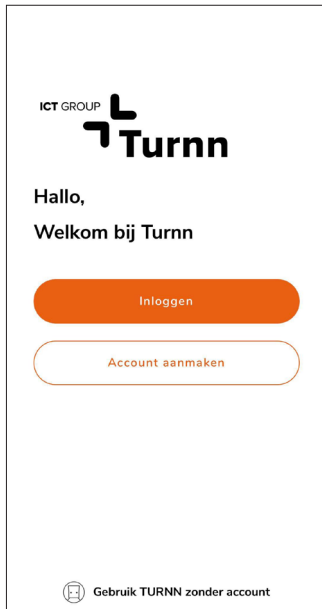 ICT GROUP
Turnn
Hallo,
Welkom bij Turnn
Inloggen
Account aanmaken
Gebruik TURNN zonder account